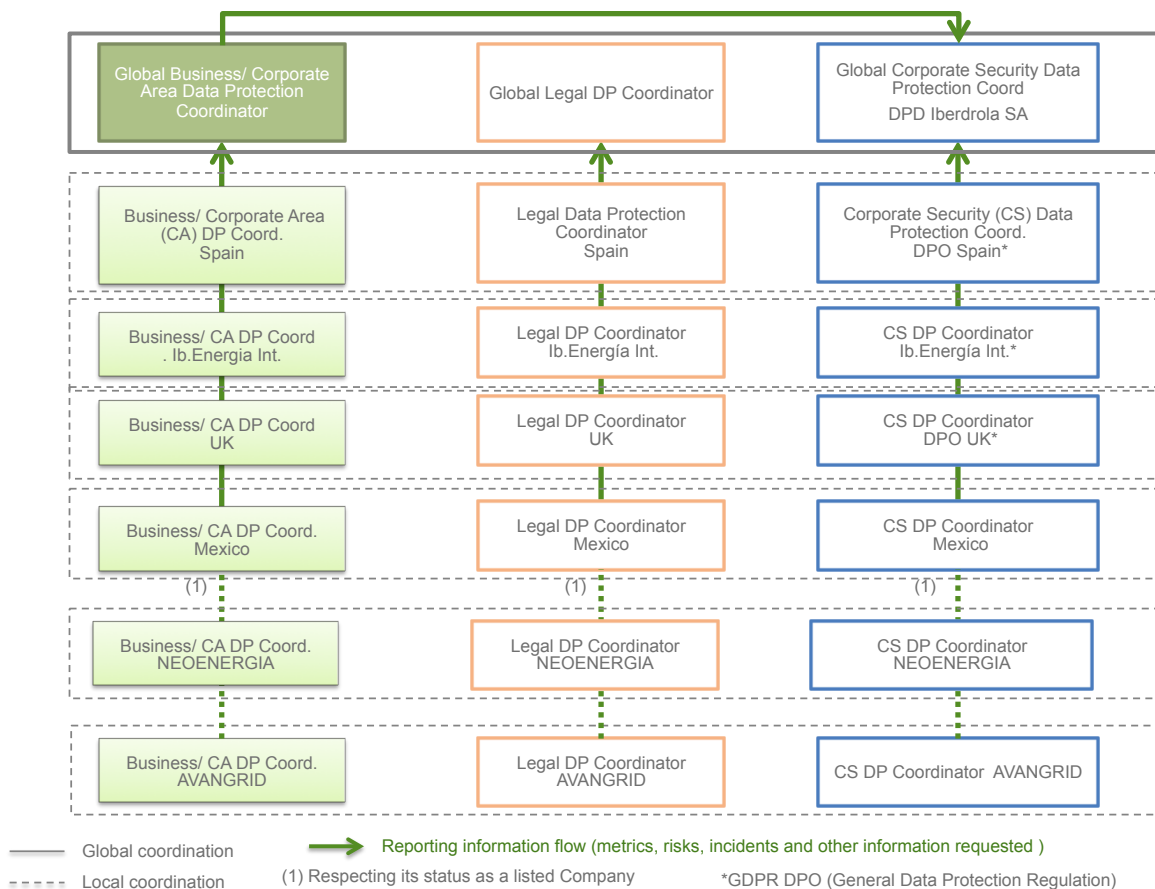 Global Business/ Corporate
Area Data Protection
Coordinator
Global Legal DP Coordinator
Global Corporate Security Data
Protection Coord
DPD Iberdrola SA
Business/ Corporate Area
(CA) DP Coord.
Spain
Legal Data Protection
Coordinator
Spain
Corporate Security (CS) Data
Protection Coord.
DPO Spain*
Business/ CA DP Coord
. Ib.Energia Int.
Legal DP Coordinator
Ib.Energía Int.
CS DP Coordinator
Ib.Energía Int.*
Business/ CA DP Coord
UK
Legal DP Coordinator
UK
CS DP Coordinator
DPO UK*
Business/ CA DP Coord.
Mexico
Legal DP Coordinator
Mexico
CS DP Coordinator
Mexico
(1)
(1)
(1)
Business/ CA DP Coord.
NEOENERGIA
Legal DP Coordinator
NEOENERGIA
CS DP Coordinator
NEOENERGIA
Business/ CA DP Coord.
AVANGRID
Legal DP Coordinator
AVANGRID
CS DP Coordinator AVANGRID
Global coordination
Reporting information flow (metrics, risks, incidents and other information requested )
Local coordination
(1) Respecting its status as a listed Company
*GDPR DPO (General Data Protection Regulation)